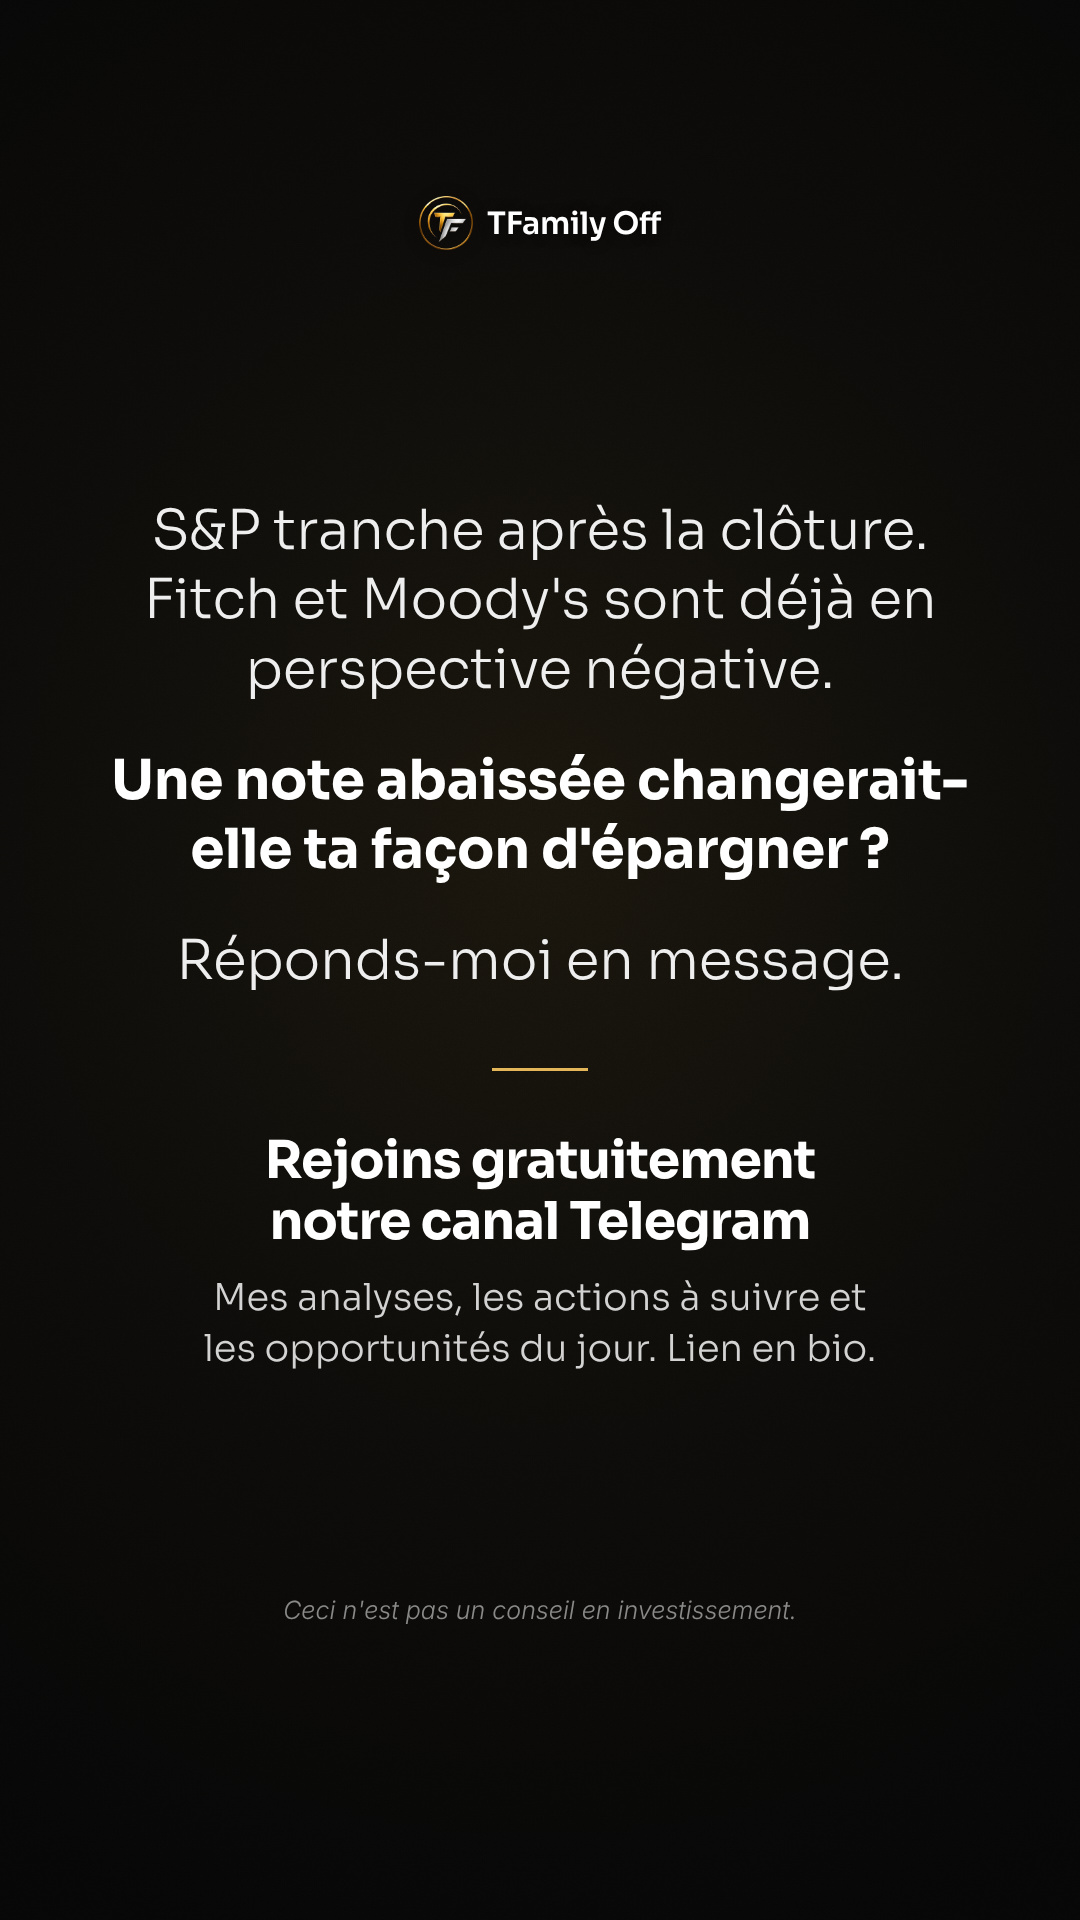 TF TFamily Off
S&P tranche après la clôture.
Fitch et Moody's sont déjà en
perspective négative.
Une note abaissée changerait-
elle ta façon d'épargner ?
Réponds-moi en message.
Rejoins gratuitement
notre canal Telegram
Mes analyses, les actions à suivre et
les opportunités du jour. Lien en bio.
Ceci n'est pas un conseil en investissement.